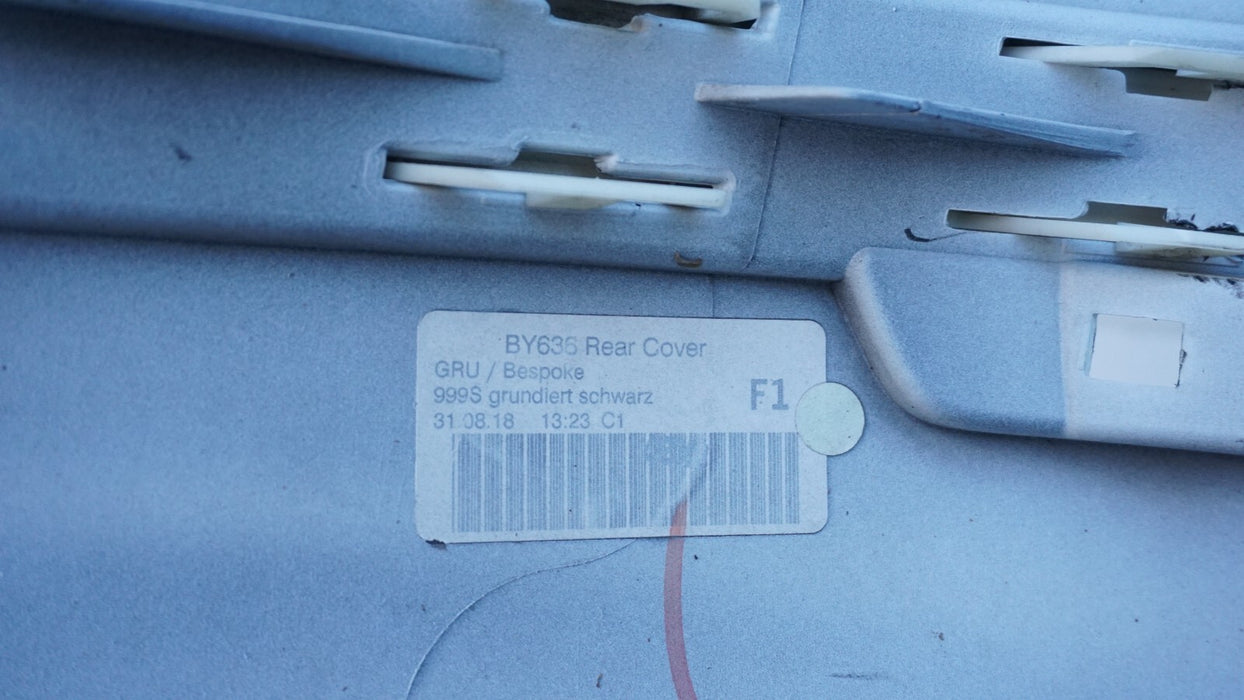 BY636 Rear Cover
GRU / Bespoke
999S grundiert schwarz
F1
31.08.18 13:23 C1